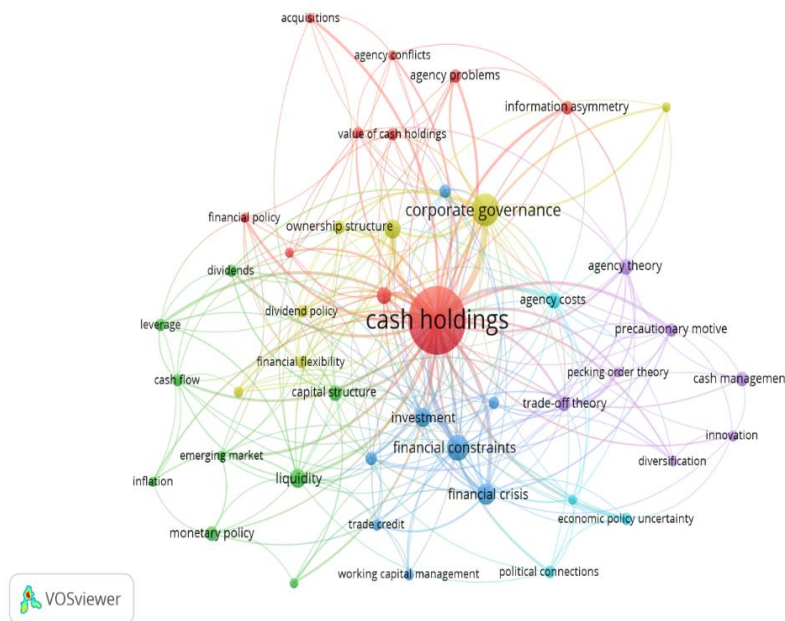 acquisitions
agency conflicts
agency problems
information asymmetry
value of cash holdings
corporate governance
financial policy
ownership structure
dividends
agency theory
agency costs
leverage
dividend policy
cash holdings
precautionary motive
financial flexibility
pecking order theory
cash flow
cash managemen
capital structure
trade-off theory
investment
innovation
financial constraints
emerging market
diversification
inflation
liquidity
financial crisis
monetary policy
trade credit
economic policy uncertainty
working capital management
political connections
VOSviewer